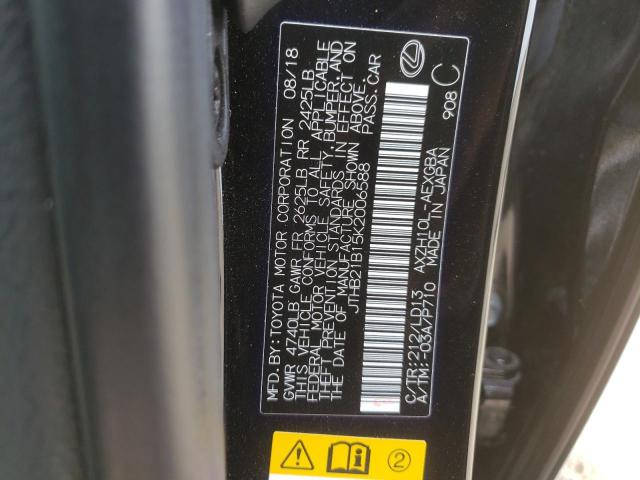 MFD.BY:TOYOTA MOTOR CORPORATION 08/18
GVWR 4740LB GAWR FR 2625LB RR 2425LB
THIS VEHICLE CONFORMS TO ALL APPLICABLE
FEDERAL MOTOR VEHICLE SAFETY, BUMPER, AND
THEFT PREVENTION STANDARDS IN EFFECT ON
THE DATE OF MANUFACTURE SHOWN ABOVE.
JTHB21B15K2006588 PASS.CAR
C/TR:212/LD13 AXZH10L-AEXGBA
A/TM:-03A/P710 MADE IN JAPAN
908 C
2